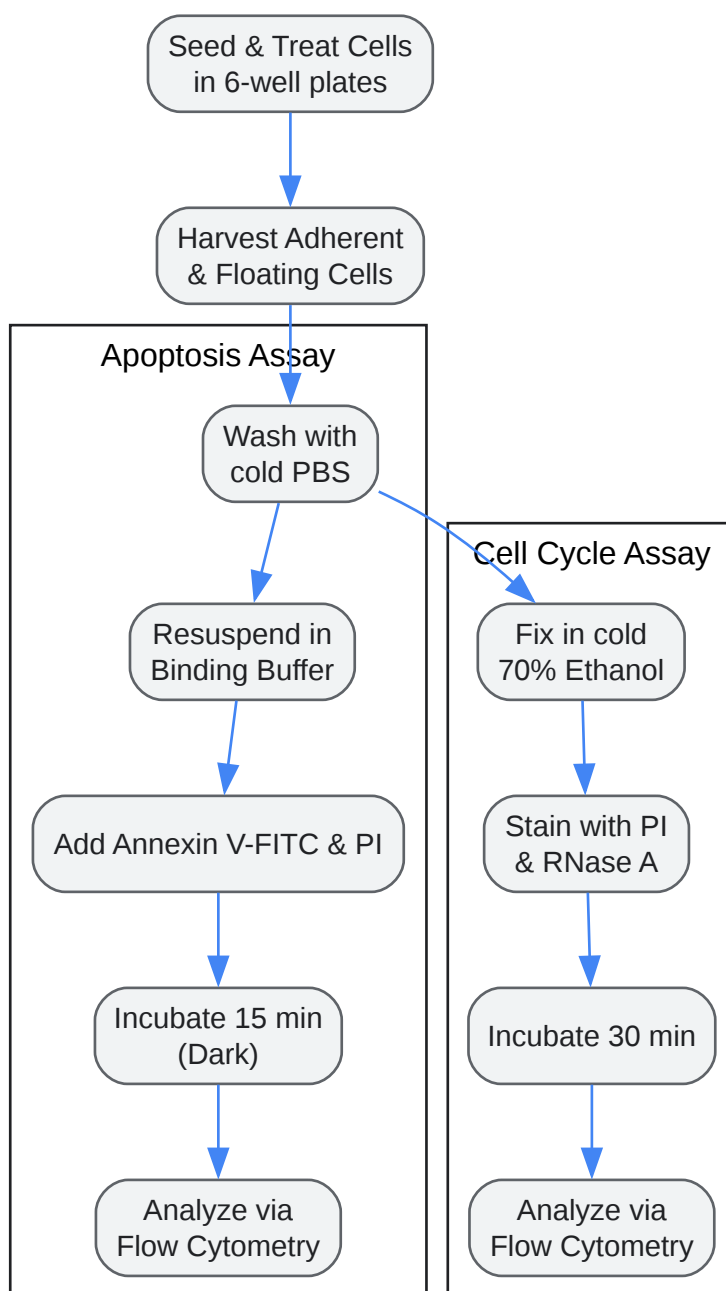 Seed & Treat Cells
in 6-well plates
Harvest Adherent
& Floating Cells
Apoptosis Assay
Wash with
cold PBS
Resuspend in
Binding Buffer
Add Annexin V-FITC & PI
Incubate 15 min
(Dark)
Analyze via
Flow Cytometry
Cell Cycle Assay
Fix in cold
70% Ethanol
Stain with PI
& RNase A
Incubate 30 min
Analyze via
Flow Cytometry